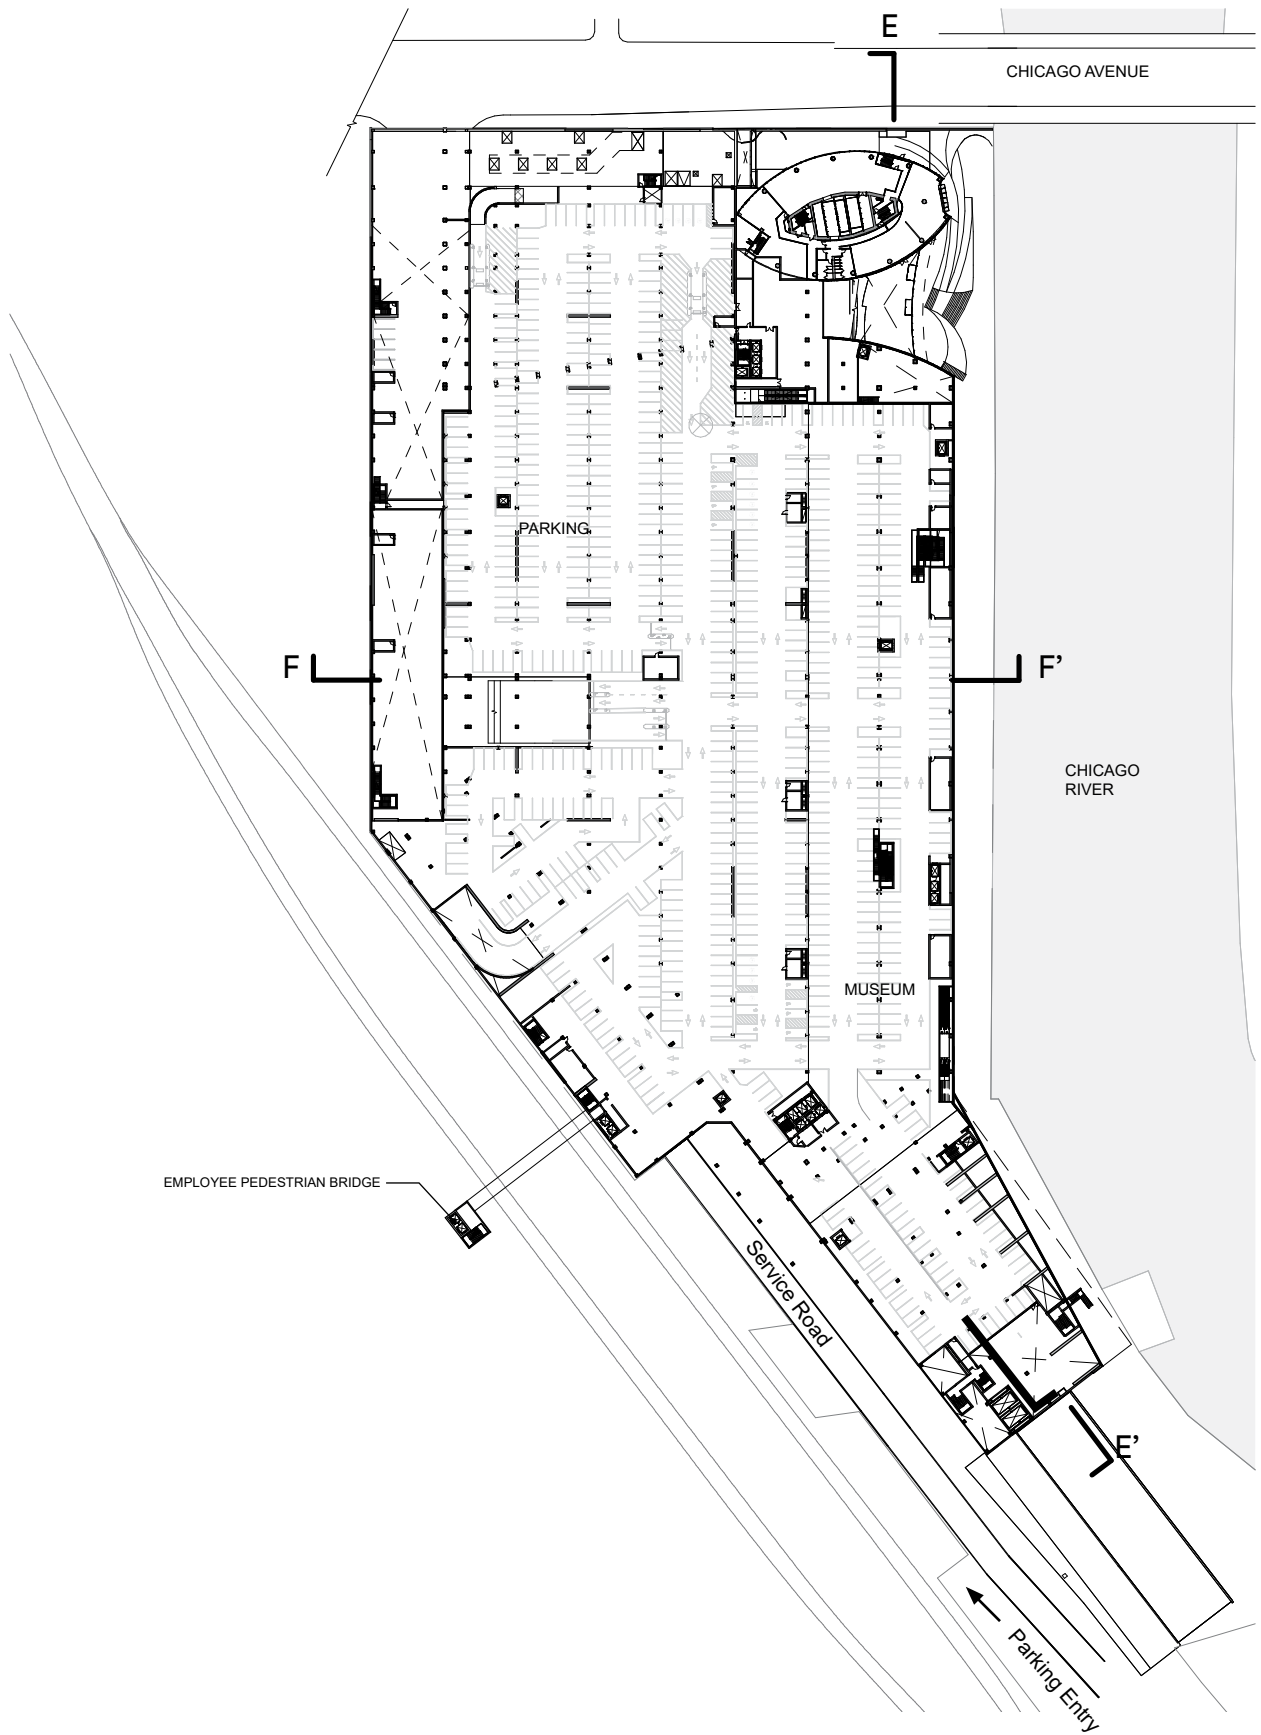 E
CHICAGO AVENUE
PARKING
F
F’
CHICAGO
RIVER
MUSEUM
EMPLOYEE PEDESTRIAN BRIDGE
Service Road
E’
Parking Entry